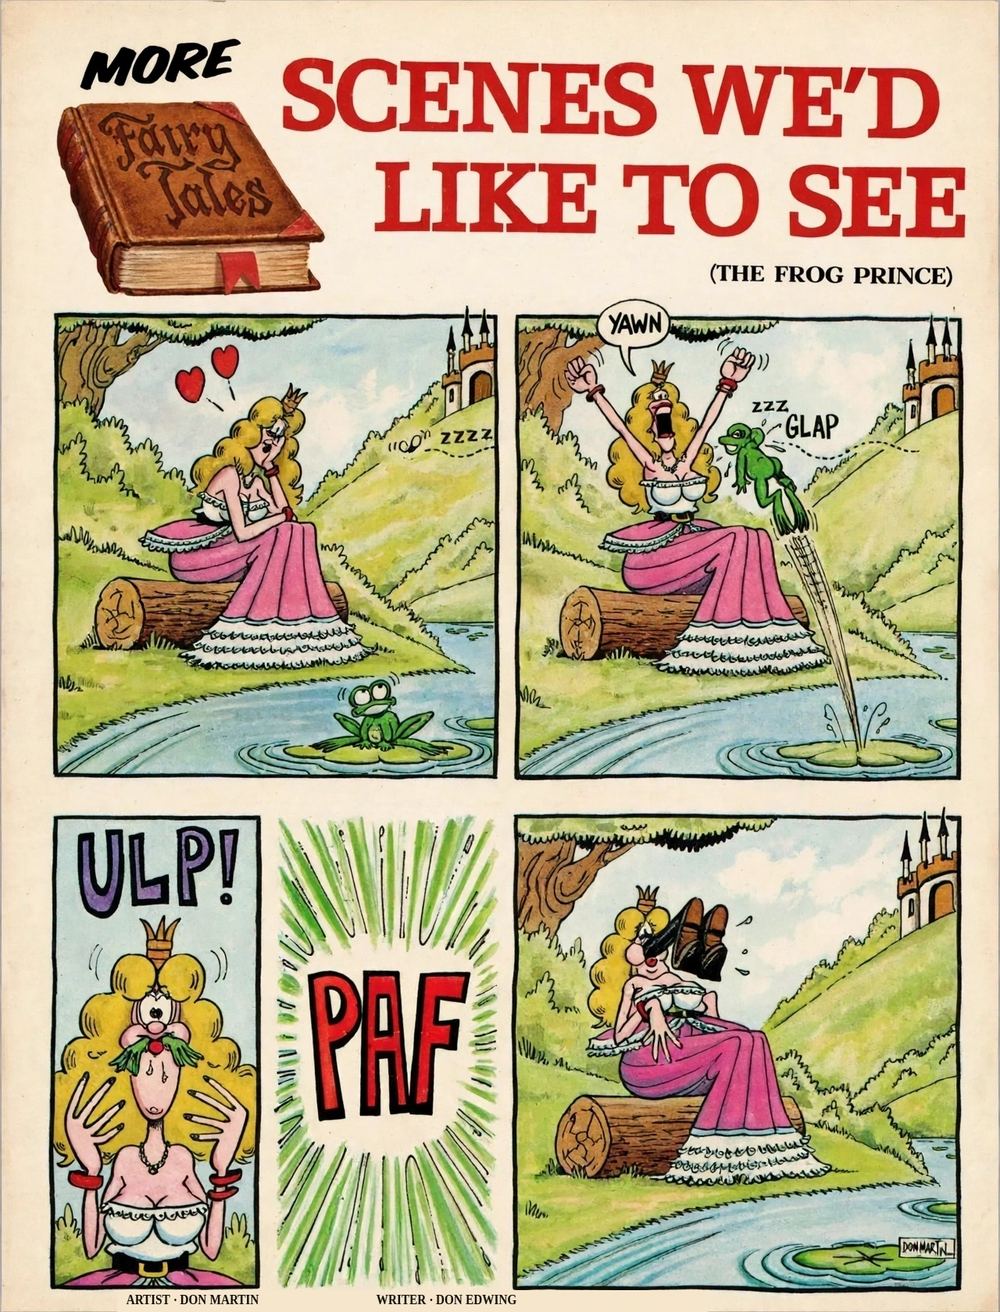 MORE
Fairy
Tales
SCENES WE'D
LIKE TO SEE
(THE FROG PRINCE)
ZZZZ
YAWN
ZZZ
GLAP
ULP!
PAF
DON MARTIN
ARTIST · DON MARTIN
WRITER · DON EDWING